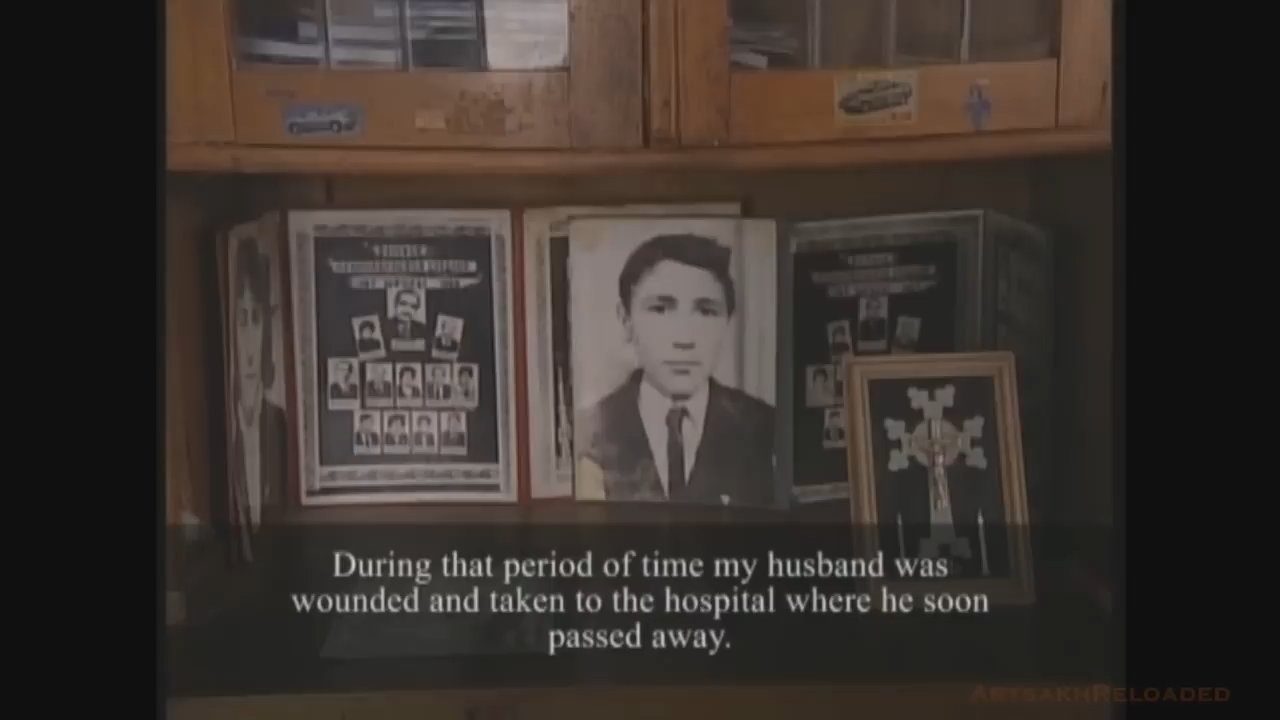 During that period of time my husband was
wounded and taken to the hospital where he soon
passed away.
ArtsakhReloaded